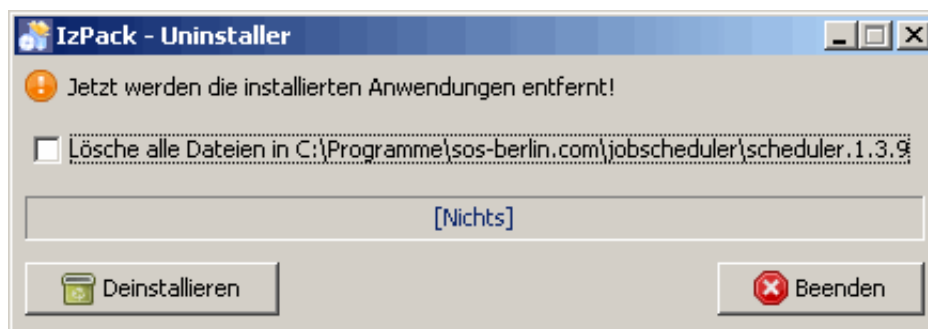 IzPack - Uninstaller
Jetzt werden die installierten Anwendungen entfernt!
Lösche alle Dateien in C:\Programme\sos-berlin.com\jobscheduler\scheduler.1.3.9
[Nichts]
Deinstallieren
Beenden